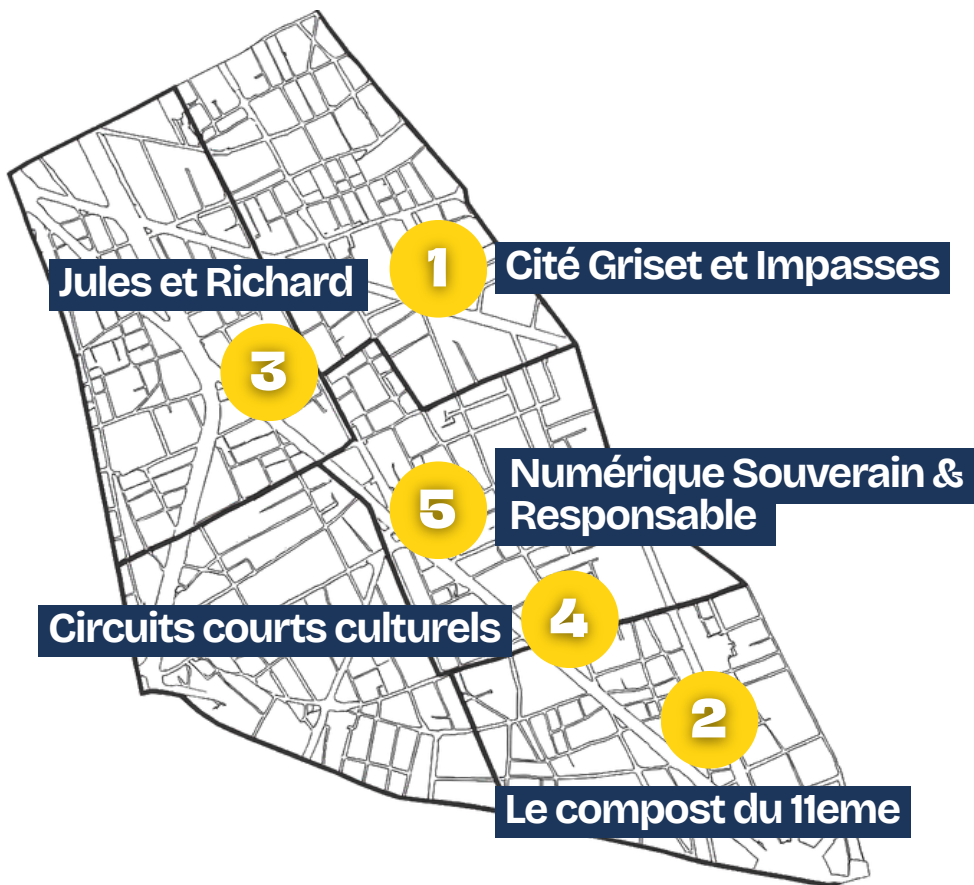 1
Cité Griset et Impasses
Jules et Richard
3
5
Numérique Souverain &
Responsable
Circuits courts culturels
4
2
Le compost du 11eme